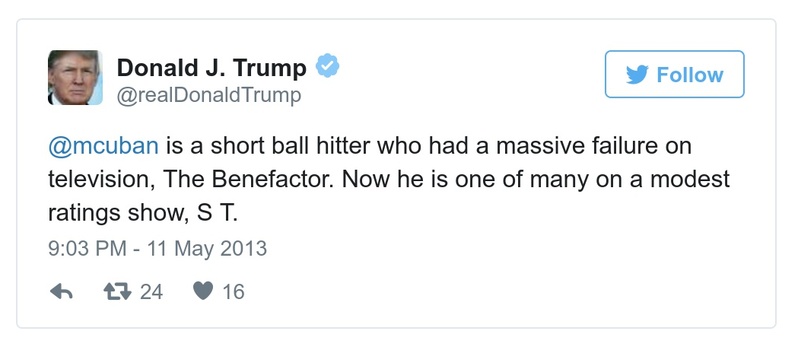 Donald J. Trump
@realDonaldTrump
Follow
@mcuban is a short ball hitter who had a massive failure on
television, The Benefactor. Now he is one of many on a modest
ratings show, S T.
9:03 PM - 11 May 2013
24 16